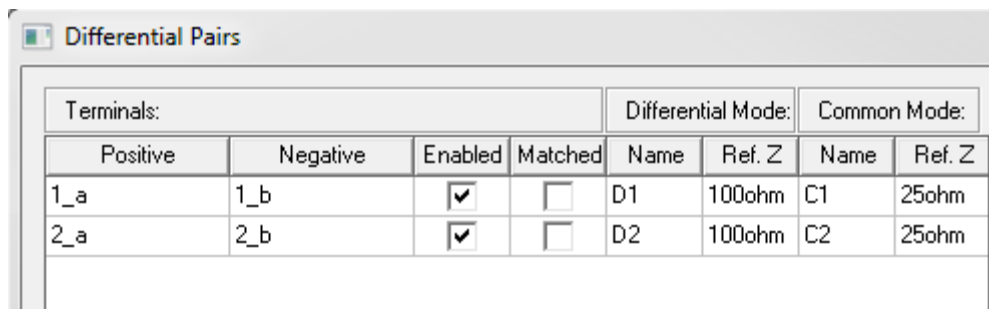 Differential Pairs
Terminals: Differential Mode: Common Mode:
Positive Negative Enabled Matched Name Ref. Z Name Ref. Z
1_a 1_b D1 100ohm C1 25ohm
2_a 2_b D2 100ohm C2 25ohm